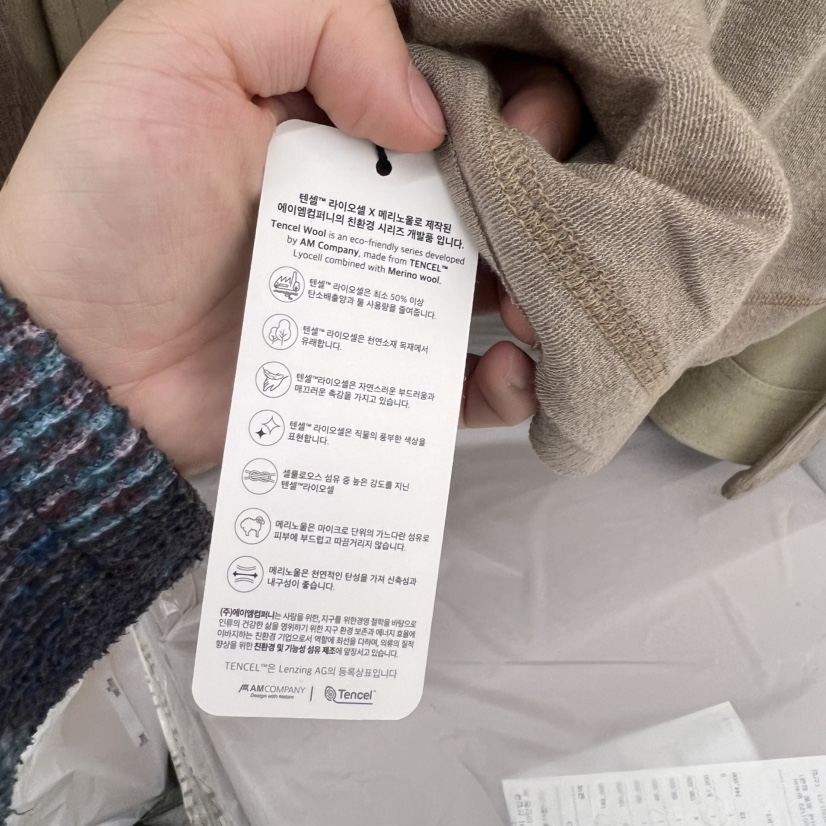 텐셀™ 라이오셀 X 메리노울로 제작된
에이엠컴퍼니의 친환경 시리즈 개발품 입니다.
Tencel Wool is an eco-friendly series developed
by AM Company, made from TENCEL™
Lyocell combined with Merino wool.
텐셀™ 라이오셀은 최소 50% 이상
탄소배출양과 물 사용량을 줄여줍니다.
텐셀™ 라이오셀은 천연소재 목재에서
유래합니다.
텐셀™라이오셀은 자연스러운 부드러움과
매끄러운 촉감을 가지고 있습니다.
텐셀™ 라이오셀은 직물의 풍부한 색상을
표현합니다.
셀룰로오스 섬유 중 높은 강도를 지닌
텐셀™라이오셀
메리노울은 마이크로 단위의 가느다란 섬유로
피부에 부드럽고 따끔거리지 않습니다.
메리노울은 천연적인 탄성을 가져 신축성과
내구성이 좋습니다.
(주)에이엠컴퍼니는 사람을 위한, 지구를 위한경영 철학을 바탕으로
인류의 건강한 삶을 영위하기 위한 지구 환경 보존과 에너지 효율에
이바지하는 친환경 기업으로서 역할에 최선을 다하며, 의류의 질적
향상을 위한 친환경 및 기능성 섬유 제조에 앞장서고 있습니다.
TENCEL™은 Lenzing AG의 등록상표입니다
AMCOMPANY
Design with Nature
Tencel™